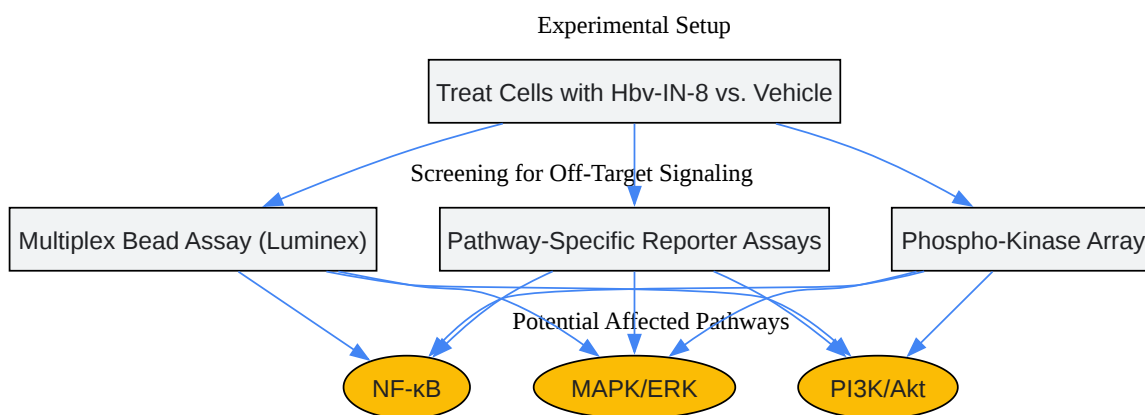 Experimental Setup
Treat Cells with Hbv-IN-8 vs. Vehicle
Screening for Off-Target Signaling
Multiplex Bead Assay (Luminex)
Pathway-Specific Reporter Assays
Phospho-Kinase Array
Potential Affected Pathways
NF-κB
MAPK/ERK
PI3K/Akt